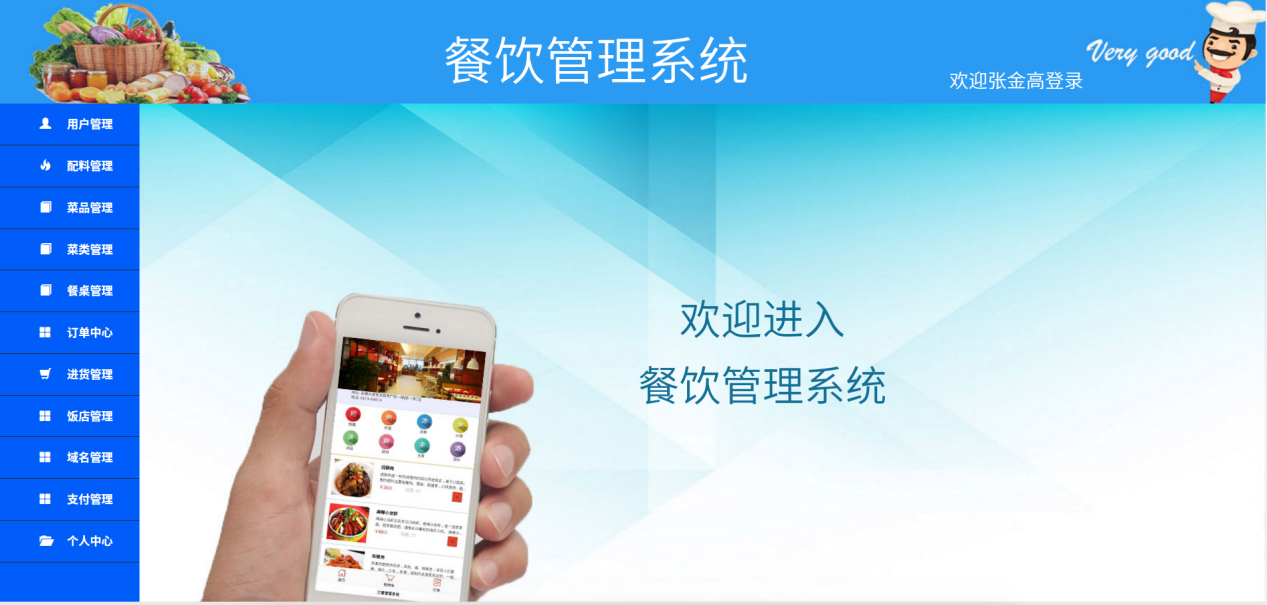 餐饮管理系统
Very good
欢迎张金高登录
用户管理
配料管理
菜品管理
菜类管理
餐桌管理
订单中心
进货管理
饭店管理
域名管理
支付管理
个人中心
欢迎进入
餐饮管理系统